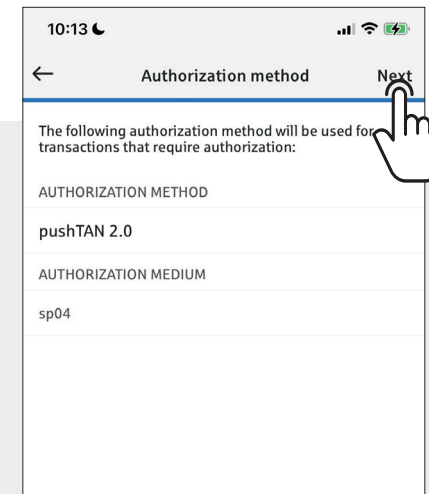 10:13
Authorization method Next
The following authorization method will be used for
transactions that require authorization:
AUTHORIZATION METHOD
pushTAN 2.0
AUTHORIZATION MEDIUM
sp04